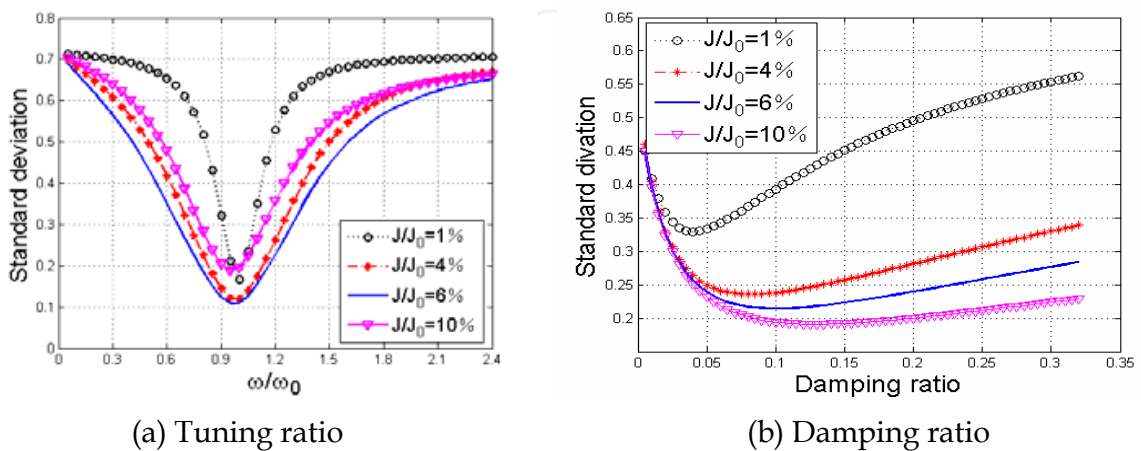 0.8
0.7
0.6
0.5
0.4
0.3
0.2
0.1
0
Standard deviation
J/J0=1%
J/J0=4%
J/J0=6%
J/J0=10%
0 0.3 0.6 0.9 1.2 1.5 1.8 2.1 2.4
ω/ω0
(a) Tuning ratio
0.65
0.6
0.55
0.5
0.45
0.4
0.35
0.3
0.25
0.2
Standard divation
J/J0=1%
J/J0=4%
J/J0=6%
J/J0=10%
0 0.05 0.1 0.15 0.2 0.25 0.3 0.35
Damping ratio
(b) Damping ratio